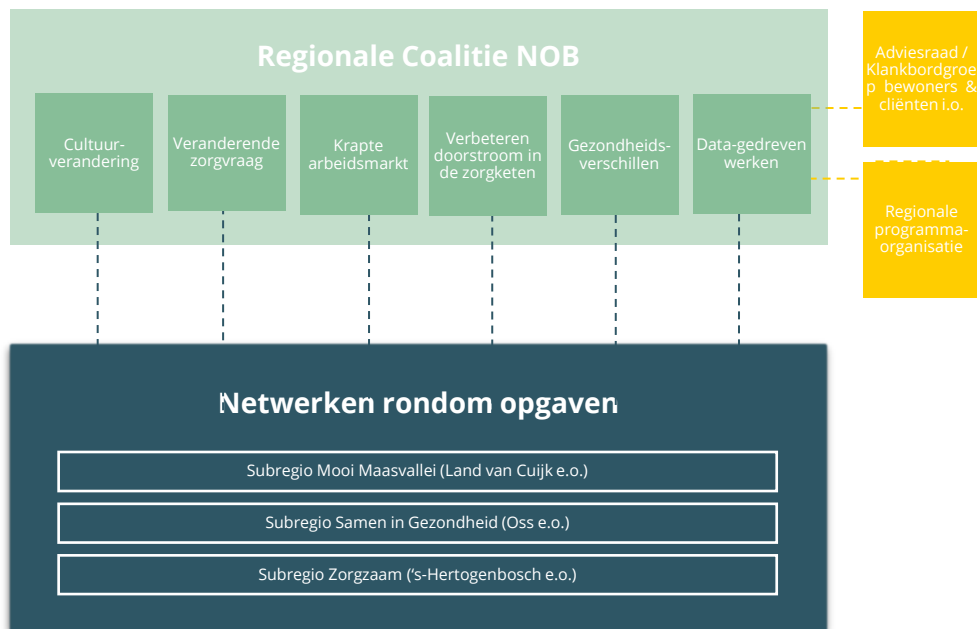 Regionale Coalitie NOB
Cultuur-
verandering
Veranderende
zorgvraag
Krapte
arbeidsmarkt
Verbeteren
doorstroom in
de zorgketen
Gezondheids-
verschillen
Data-gedreven
werken
Adviesraad /
Klankbordgroe
p bewoners &
cliënten i.o.
Regionale
programma-
organisatie
Netwerken rondom opgaven
Subregio Mooi Maasvallei (Land van Cuijk e.o.)
Subregio Samen in Gezondheid (Oss e.o.)
Subregio Zorgzaam (‘s-Hertogenbosch e.o.)